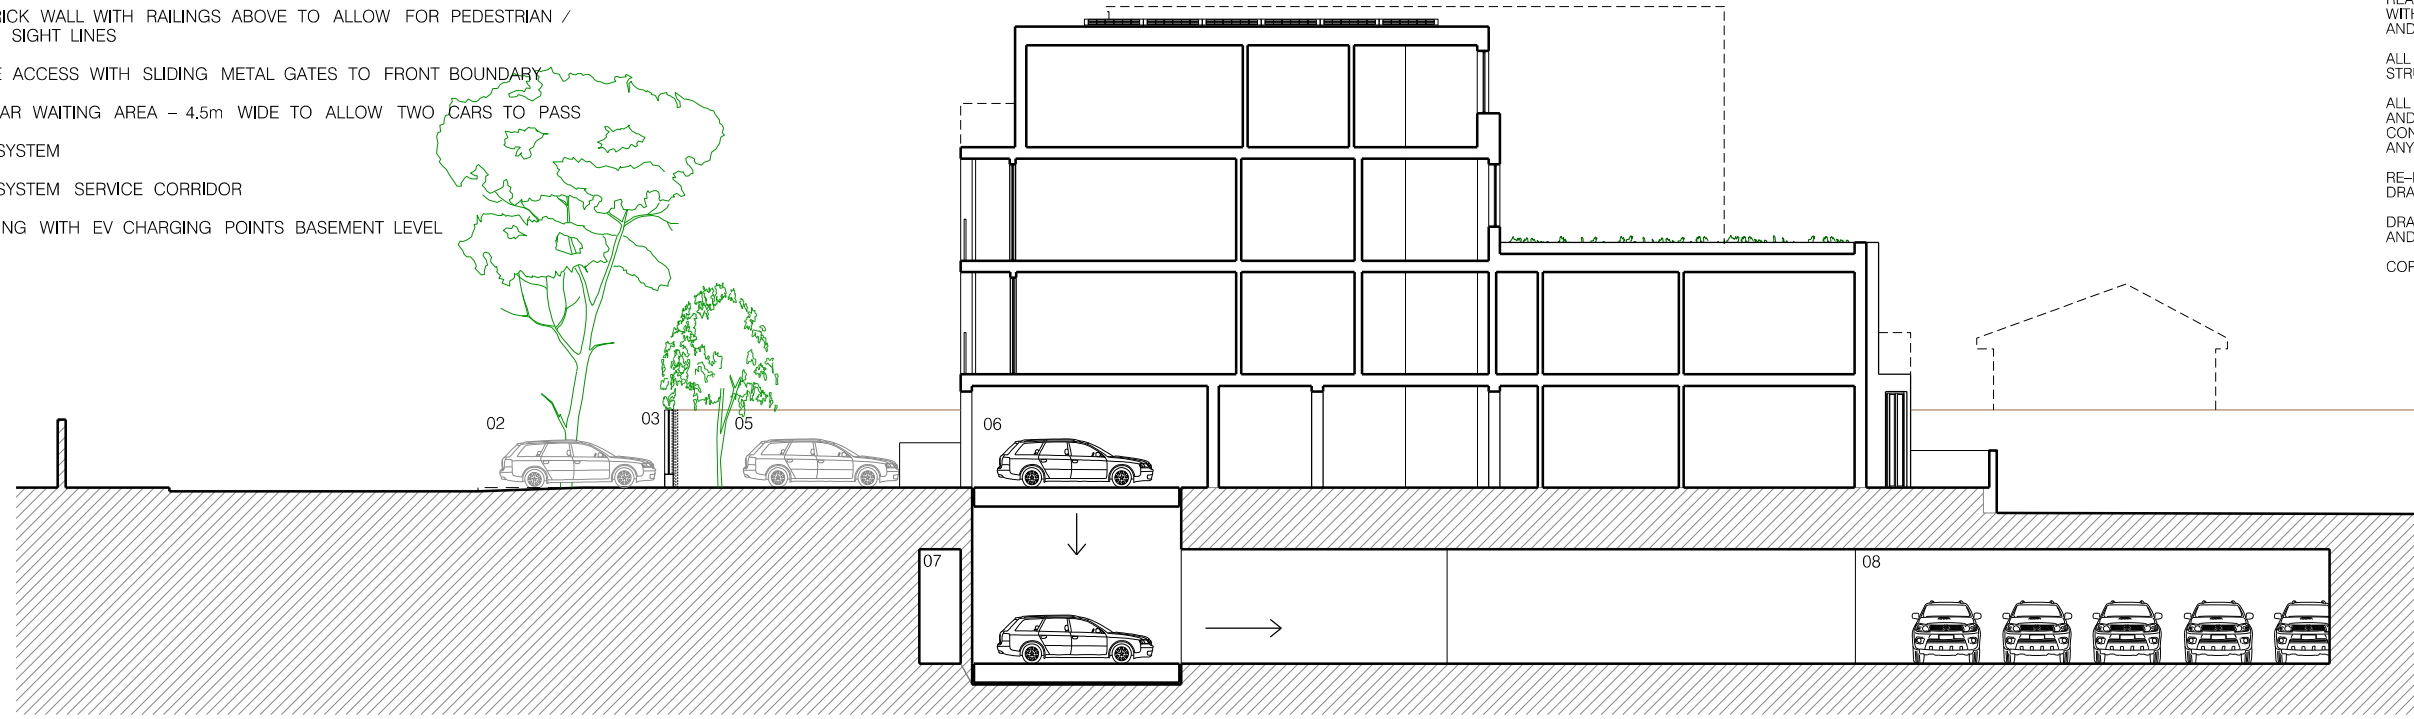 RICK WALL WITH RAILINGS ABOVE TO ALLOW FOR PEDESTRIAN /
SIGHT LINES
E ACCESS WITH SLIDING METAL GATES TO FRONT BOUNDARY
AR WAITING AREA – 4.5m WIDE TO ALLOW TWO CARS TO PASS
SYSTEM
SYSTEM SERVICE CORRIDOR
NG WITH EV CHARGING POINTS BASEMENT LEVEL
WITH
AND
ALL
STR
ALL
AND
CON
ANY
RE-
DRA
DRA
AND
COP
02
03
05
06
07
08